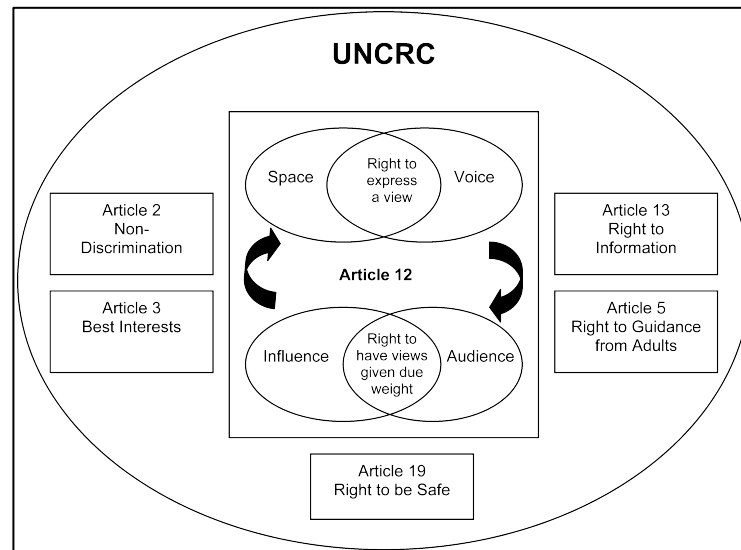 UNCRC
Space
Right to
express
a view
Voice
Article 2
Non-
Discrimination
Article 13
Right to
Information
Article 12
Article 3
Best Interests
Article 5
Right to Guidance
from Adults
Influence
Right to
have views
given due
weight
Audience
Article 19
Right to be Safe